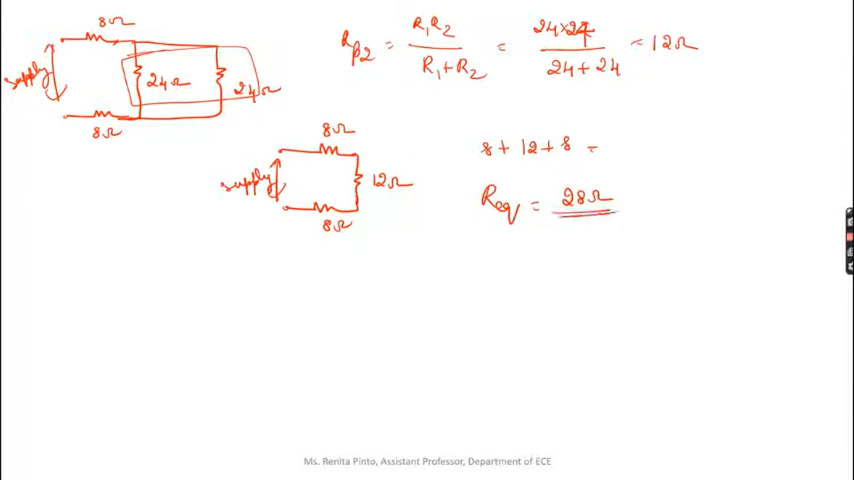 8Ω
supply
24Ω
24Ω
8Ω
Rp2 = R1R2 / R1+R2 = 24×24 / 24+24 = 12Ω
8Ω
supply
12Ω
8Ω
8+12+8 =
Req = 28Ω
Ms. Renita Pinto, Assistant Professor, Department of ECE